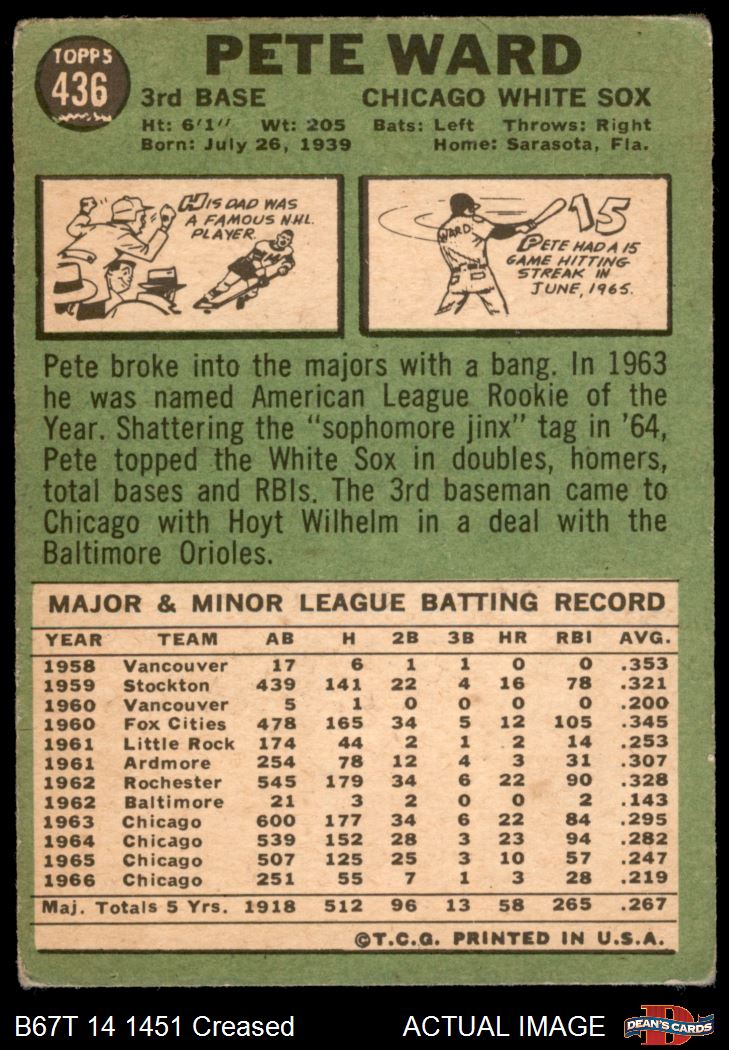 TOPPS
436
PETE WARD
3rd BASE CHICAGO WHITE SOX
Ht: 6'1" Wt: 205 Bats: Left Throws: Right
Born: July 26, 1939 Home: Sarasota, Fla.
HIS DAD WAS
A FAMOUS NHL
PLAYER.
WARD
15
PETE HAD A 15
GAME HITTING
STREAK IN
JUNE, 1965.
Pete broke into the majors with a bang. In 1963
he was named American League Rookie of the
Year. Shattering the "sophomore jinx" tag in '64,
Pete topped the White Sox in doubles, homers,
total bases and RBIs. The 3rd baseman came to
Chicago with Hoyt Wilhelm in a deal with the
Baltimore Orioles.
MAJOR & MINOR LEAGUE BATTING RECORD
YEAR TEAM AB H 2B 3B HR RBI AVG.
1958 Vancouver 17 6 1 1 0 0 .353
1959 Stockton 439 141 22 4 16 78 .321
1960 Vancouver 5 1 0 0 0 0 .200
1960 Fox Cities 478 165 34 5 12 105 .345
1961 Little Rock 174 44 2 1 2 14 .253
1961 Ardmore 254 78 12 4 3 31 .307
1962 Rochester 545 179 34 6 22 90 .328
1962 Baltimore 21 3 2 0 0 2 .143
1963 Chicago 600 177 34 6 22 84 .295
1964 Chicago 539 152 28 3 23 94 .282
1965 Chicago 507 125 25 3 10 57 .247
1966 Chicago 251 55 7 1 3 28 .219
Maj. Totals 5 Yrs. 1918 512 96 13 58 265 .267
©T.C.G. PRINTED IN U.S.A.
B67T 14 1451 Creased ACTUAL IMAGE
DEAN'S CARDS